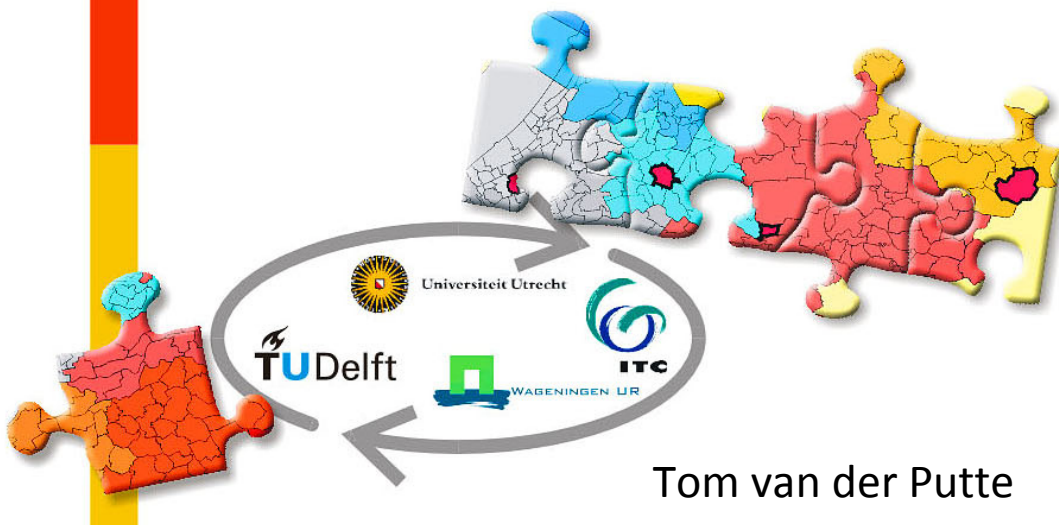 Universiteit Utrecht
TUDelft
ITC
WAGENINGEN UR
Tom van der Putte